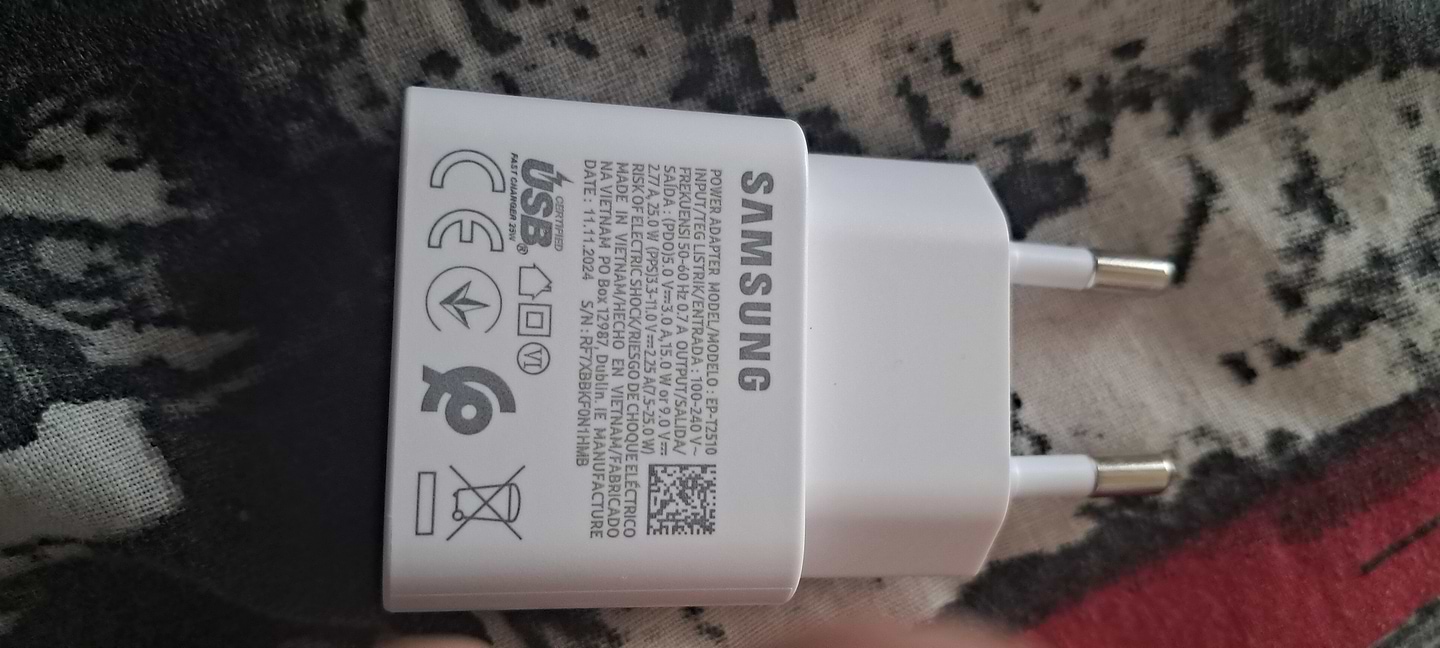 SAMSUNG
POWER ADAPTER MODEL/MODELO : EP-T2510
INPUT/TEG LISTRIK/ENTRADA : 100-240 V~
FREKUENSI 50-60 Hz 0.7 A OUTPUT/SALIDA/
SAÍDA : (PDO)5.0 V⎓3.0 A,15.0 W or 9.0 V⎓
2.77 A, 25.0 W (PPS)3.3-11.0 V⎓2.25 A(7.5-25.0 W)
RISK OF ELECTRIC SHOCK/RIESGO DE CHOQUE ELÉCTRICO
MADE IN VIETNAM/HECHO EN VIETNAM/FABRICADO
NA VIETNAM PO Box 12987, Dublin. IE MANUFACTURE
DATE : 11.11.2024 S/N : RF7XBBKF0N1HMB
CERTIFIED
USB®
FAST CHARGER 25W
VI
CE